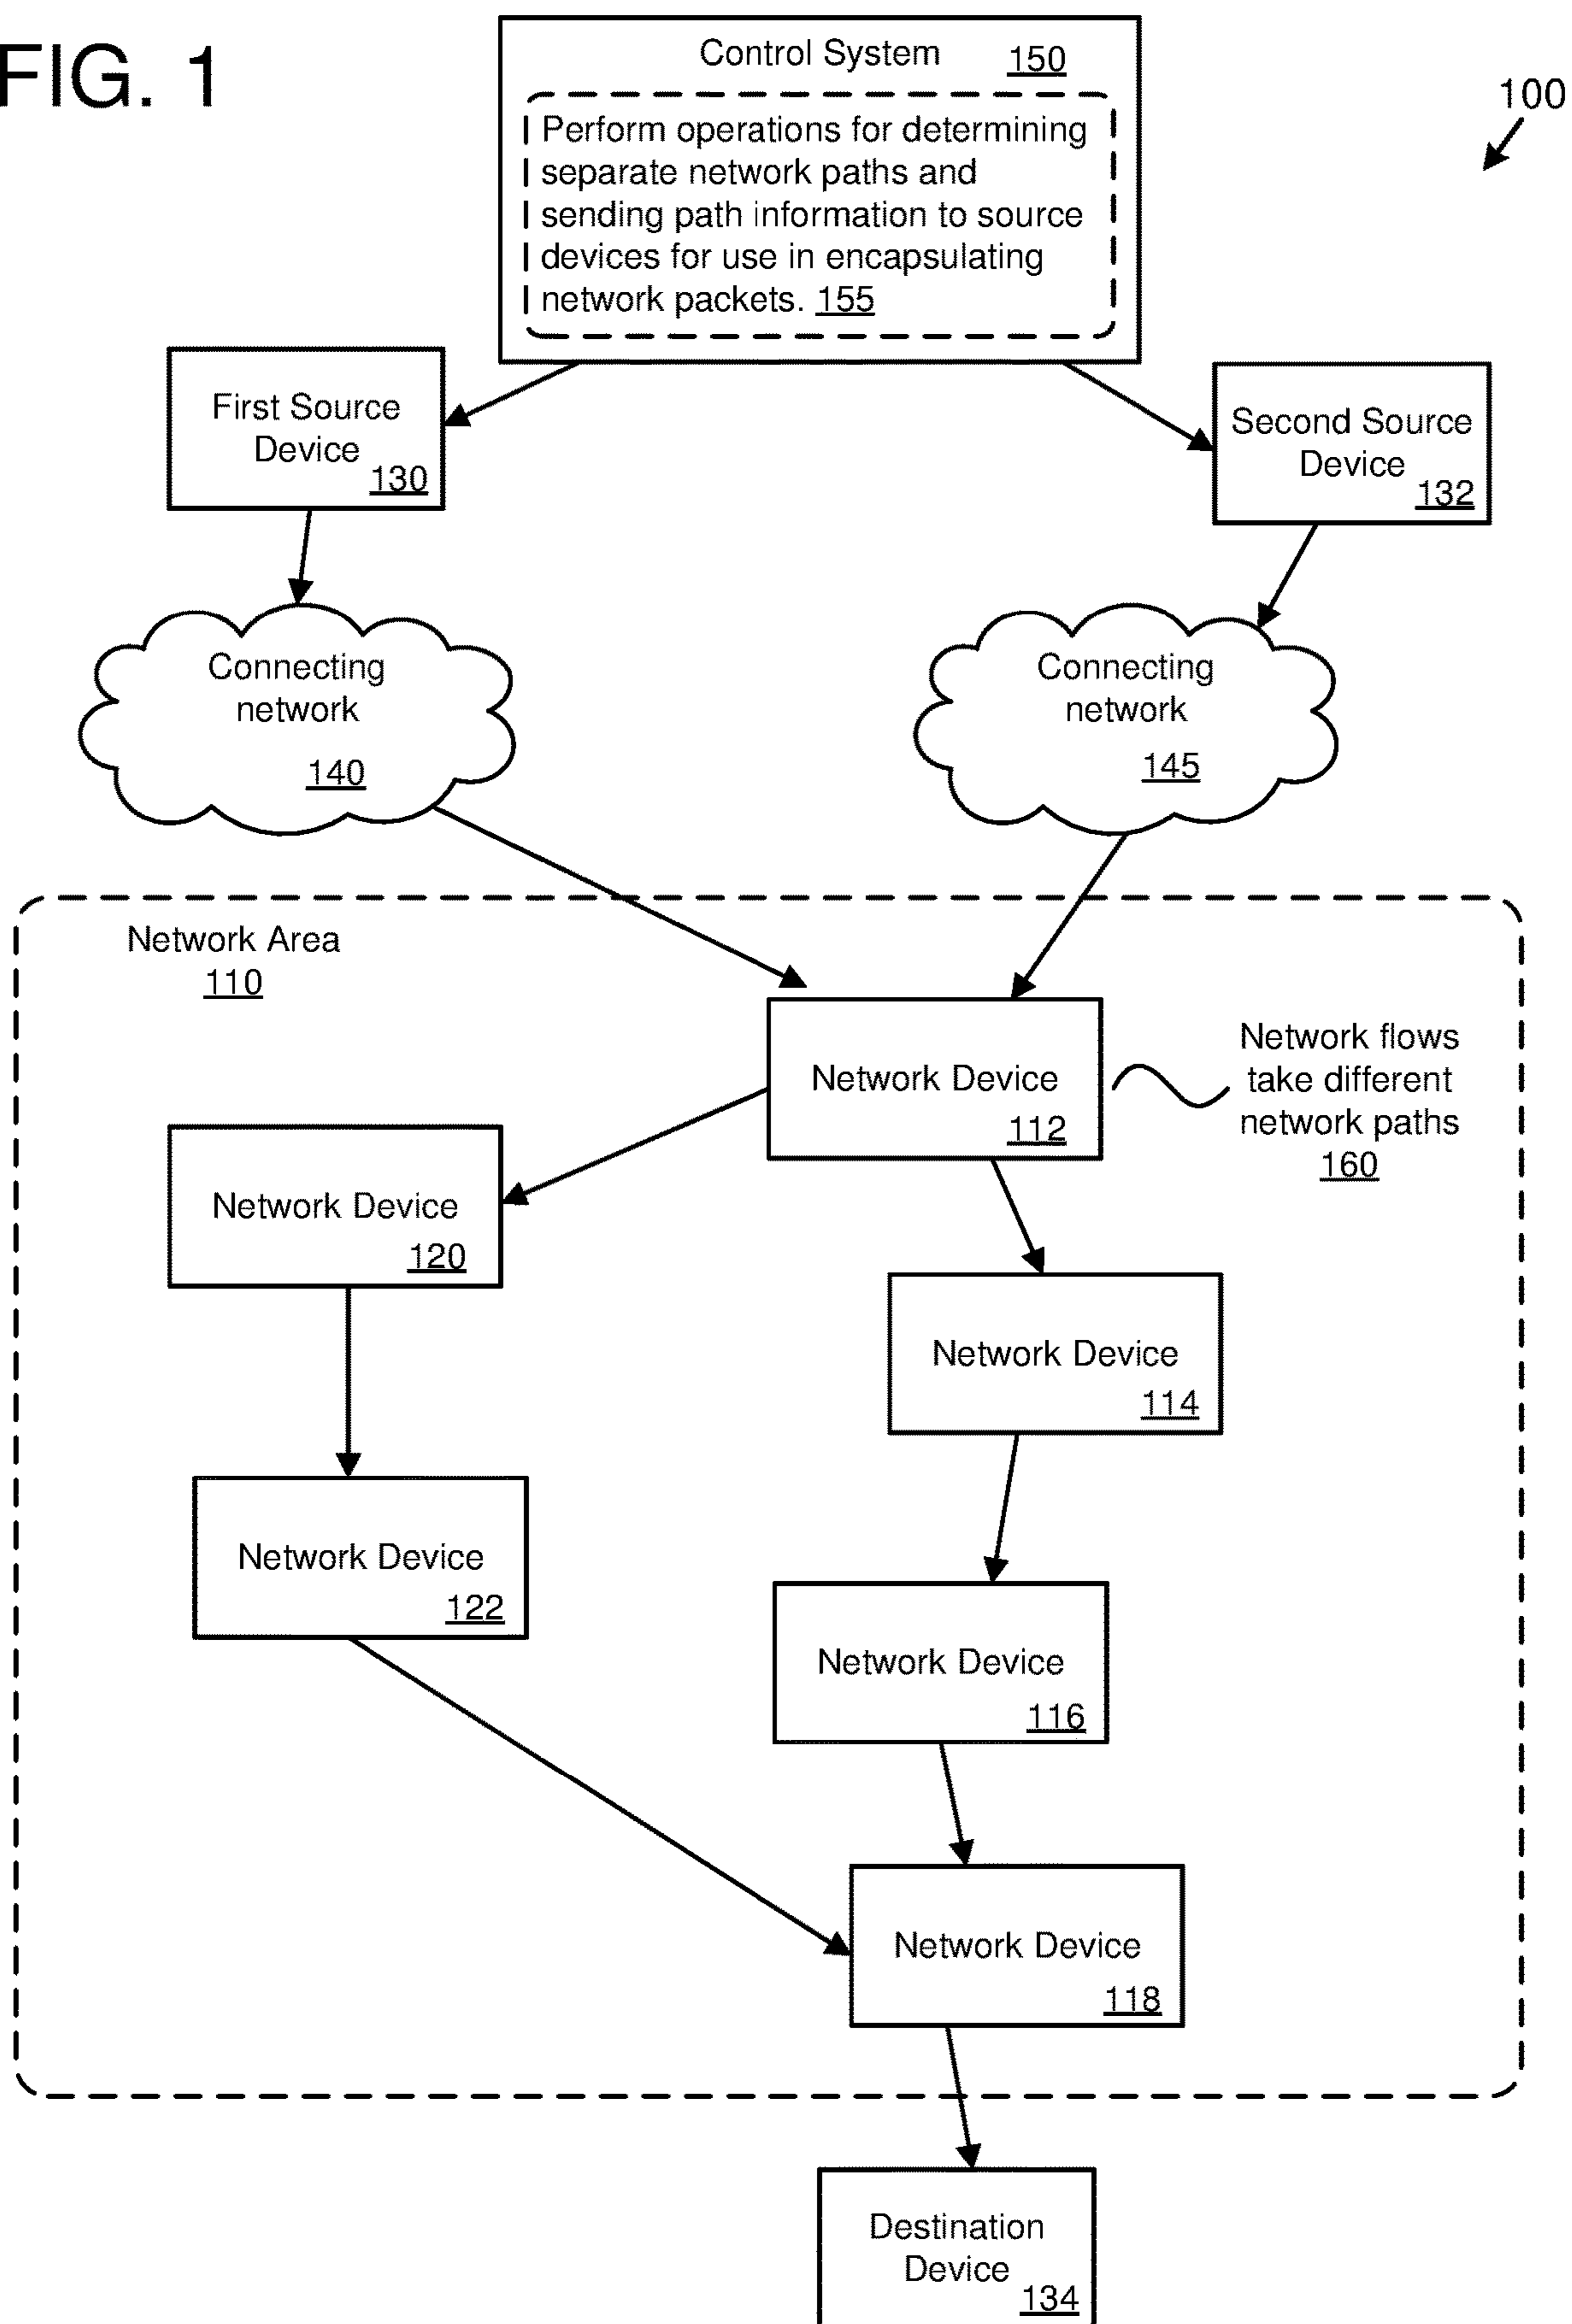 FIG. 1
Control System 150
100
Perform operations for determining
separate network paths and
sending path information to source
devices for use in encapsulating
network packets. 155
First Source
Device
130
Second Source
Device
132
Connecting
network
140
Connecting
network
145
Network Area
110
Network Device
112
Network flows
take different
network paths
160
Network Device
120
Network Device
114
Network Device
122
Network Device
116
Network Device
118
Destination
Device
134